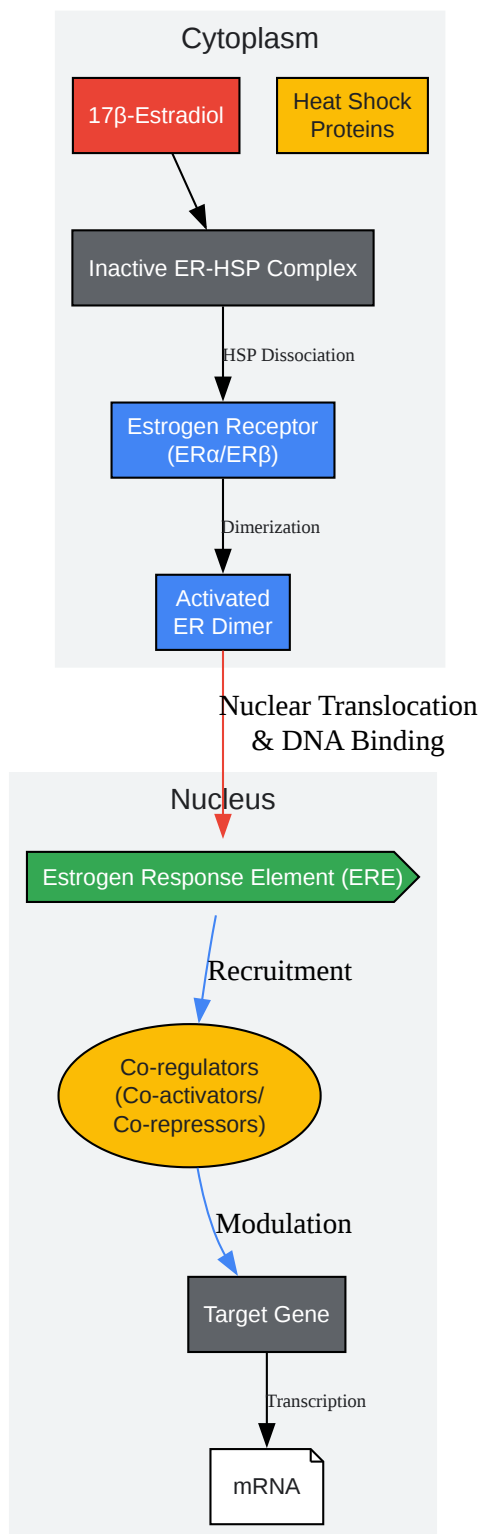 Cytoplasm
17β-Estradiol
Heat Shock
Proteins
Inactive ER-HSP Complex
HSP Dissociation
Estrogen Receptor
(ERα/ERβ)
Dimerization
Activated
ER Dimer
Nuclear Translocation
& DNA Binding
Nucleus
Estrogen Response Element (ERE)
Recruitment
Co-regulators
(Co-activators/
Co-repressors)
Modulation
Target Gene
Transcription
mRNA